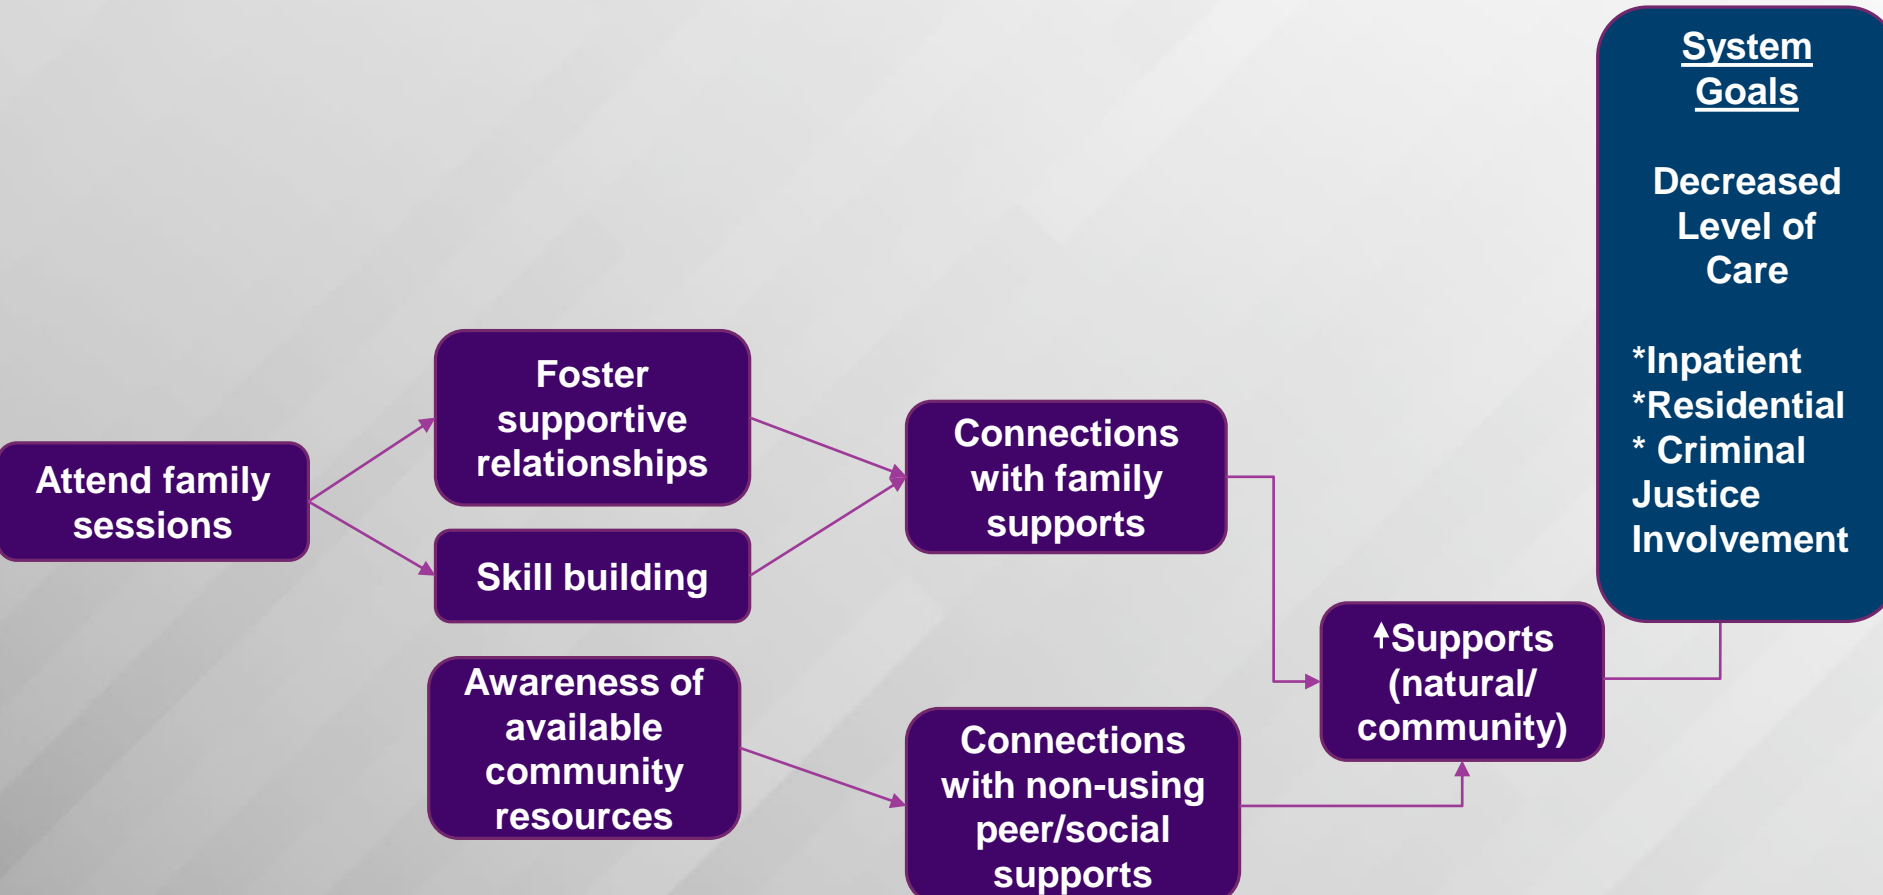 System
Goals
Decreased
Level of
Care
*Inpatient
*Residential
* Criminal
Justice
Involvement
Foster
supportive
relationships
Attend family
sessions
Skill building
Connections
with family
supports
Awareness of
available
community
resources
Connections
with non-using
peer/social
supports
Supports
(natural/
community)